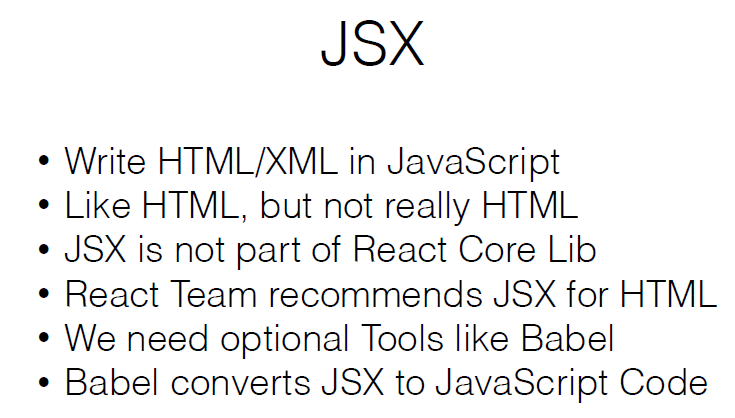 JSX
• Write HTML/XML in JavaScript
• Like HTML, but not really HTML
• JSX is not part of React Core Lib
• React Team recommends JSX for HTML
• We need optional Tools like Babel
• Babel converts JSX to JavaScript Code